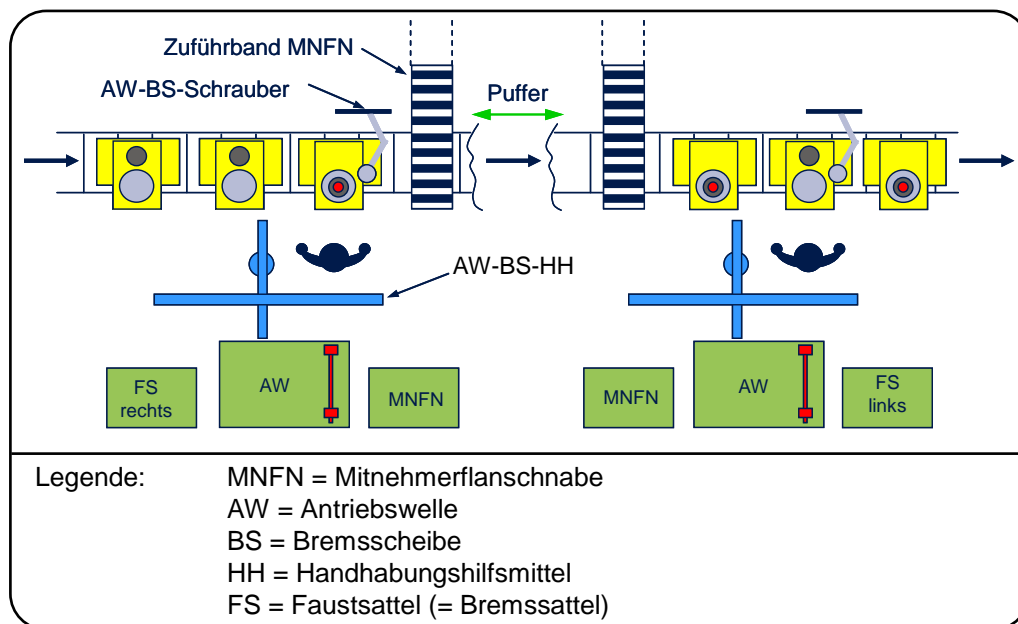 Zuführband MNFN
AW-BS-Schrauber
Puffer
AW-BS-HH
FS
rechts
AW
MNFN
MNFN
AW
FS
links
Legende:
MNFN = Mitnehmerflanschnabe
AW = Antriebswelle
BS = Bremsscheibe
HH = Handhabungshilfsmittel
FS = Faustsattel (= Bremssattel)